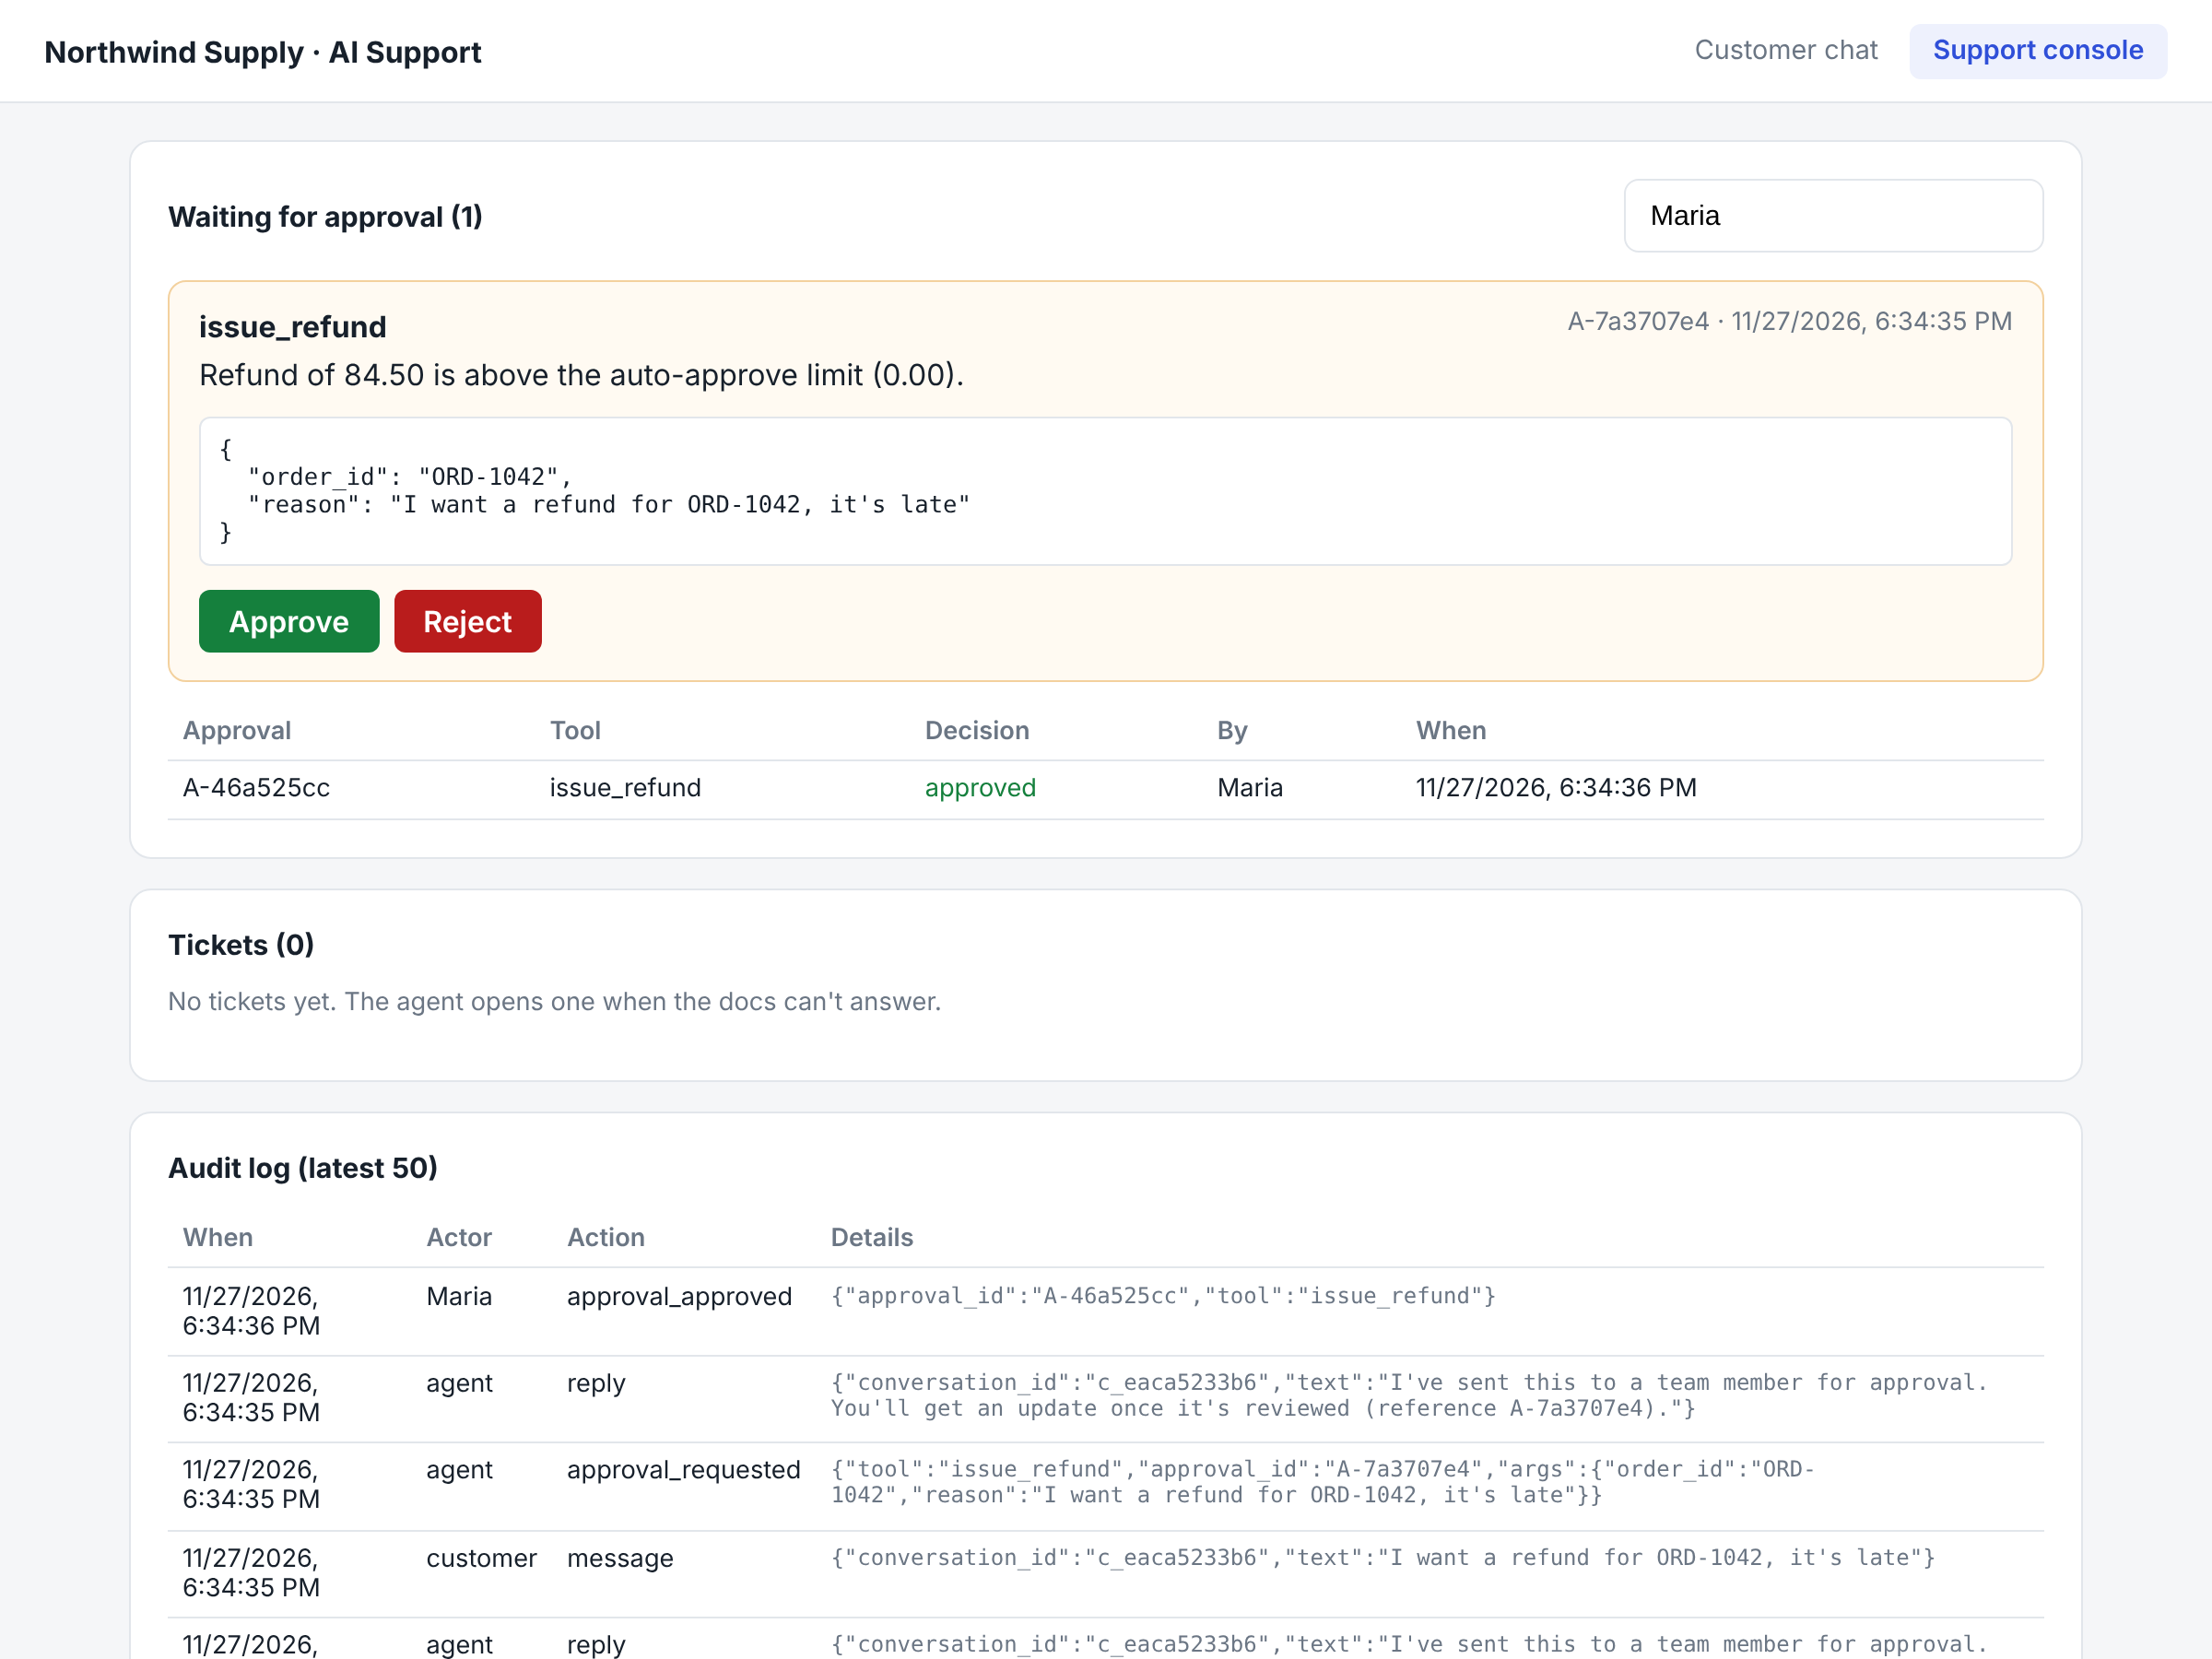 Northwind Supply · AI Support
Customer chat
Support console
Waiting for approval (1)
Maria
issue_refund
A-7a3707e4 · 11/27/2026, 6:34:35 PM
Refund of 84.50 is above the auto-approve limit (0.00).
{
"order_id": "ORD-1042",
"reason": "I want a refund for ORD-1042, it's late"
}
Approve
Reject
Approval Tool Decision By When
A-46a525cc issue_refund approved Maria 11/27/2026, 6:34:36 PM
Tickets (0)
No tickets yet. The agent opens one when the docs can't answer.
Audit log (latest 50)
When Actor Action Details
11/27/2026,
6:34:36 PM
Maria
approval_approved
{"approval_id":"A-46a525cc","tool":"issue_refund"}
11/27/2026,
6:34:35 PM
agent
reply
{"conversation_id":"c_eaca5233b6","text":"I've sent this to a team member for approval.
You'll get an update once it's reviewed (reference A-7a3707e4)."}
11/27/2026,
6:34:35 PM
agent
approval_requested
{"tool":"issue_refund","approval_id":"A-7a3707e4","args":{"order_id":"ORD-
1042","reason":"I want a refund for ORD-1042, it's late"}}
11/27/2026,
6:34:35 PM
customer
message
{"conversation_id":"c_eaca5233b6","text":"I want a refund for ORD-1042, it's late"}
11/27/2026,
agent
reply
{"conversation_id":"c_eaca5233b6","text":"I've sent this to a team member for approval.